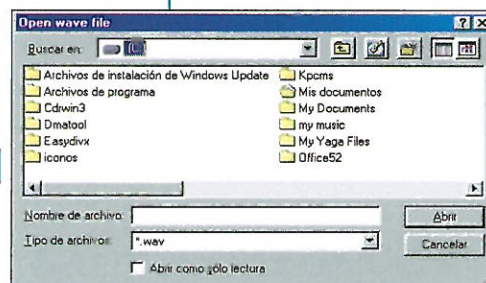 Open wave file
Buscar en:
Archivos de instalación de Windows Update
Kpcms
Archivos de programa
Mis documentos
Cdrwin3
My Documents
Dmatool
my music
Easydivx
My Yaga Files
iconos
Office52
Nombre de archivo:
Abrir
Tipo de archivos:
*.wav
Cancelar
Abrir como sólo lectura